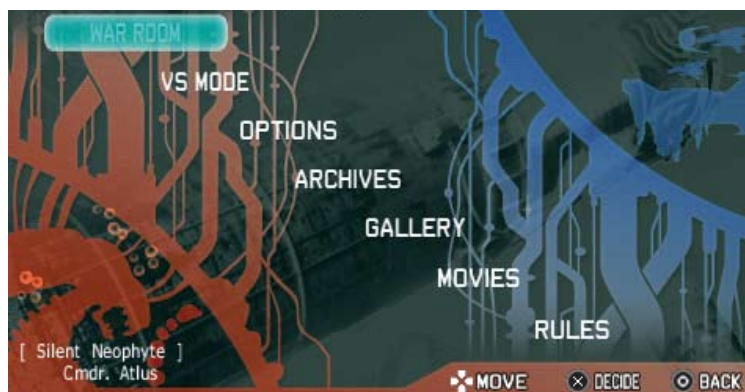 WAR ROOM
VS MODE
OPTIONS
ARCHIVES
GALLERY
MOVIES
RULES
[ Silent Neophyte ]
Cmdr. Atlus
MOVE DECIDE BACK